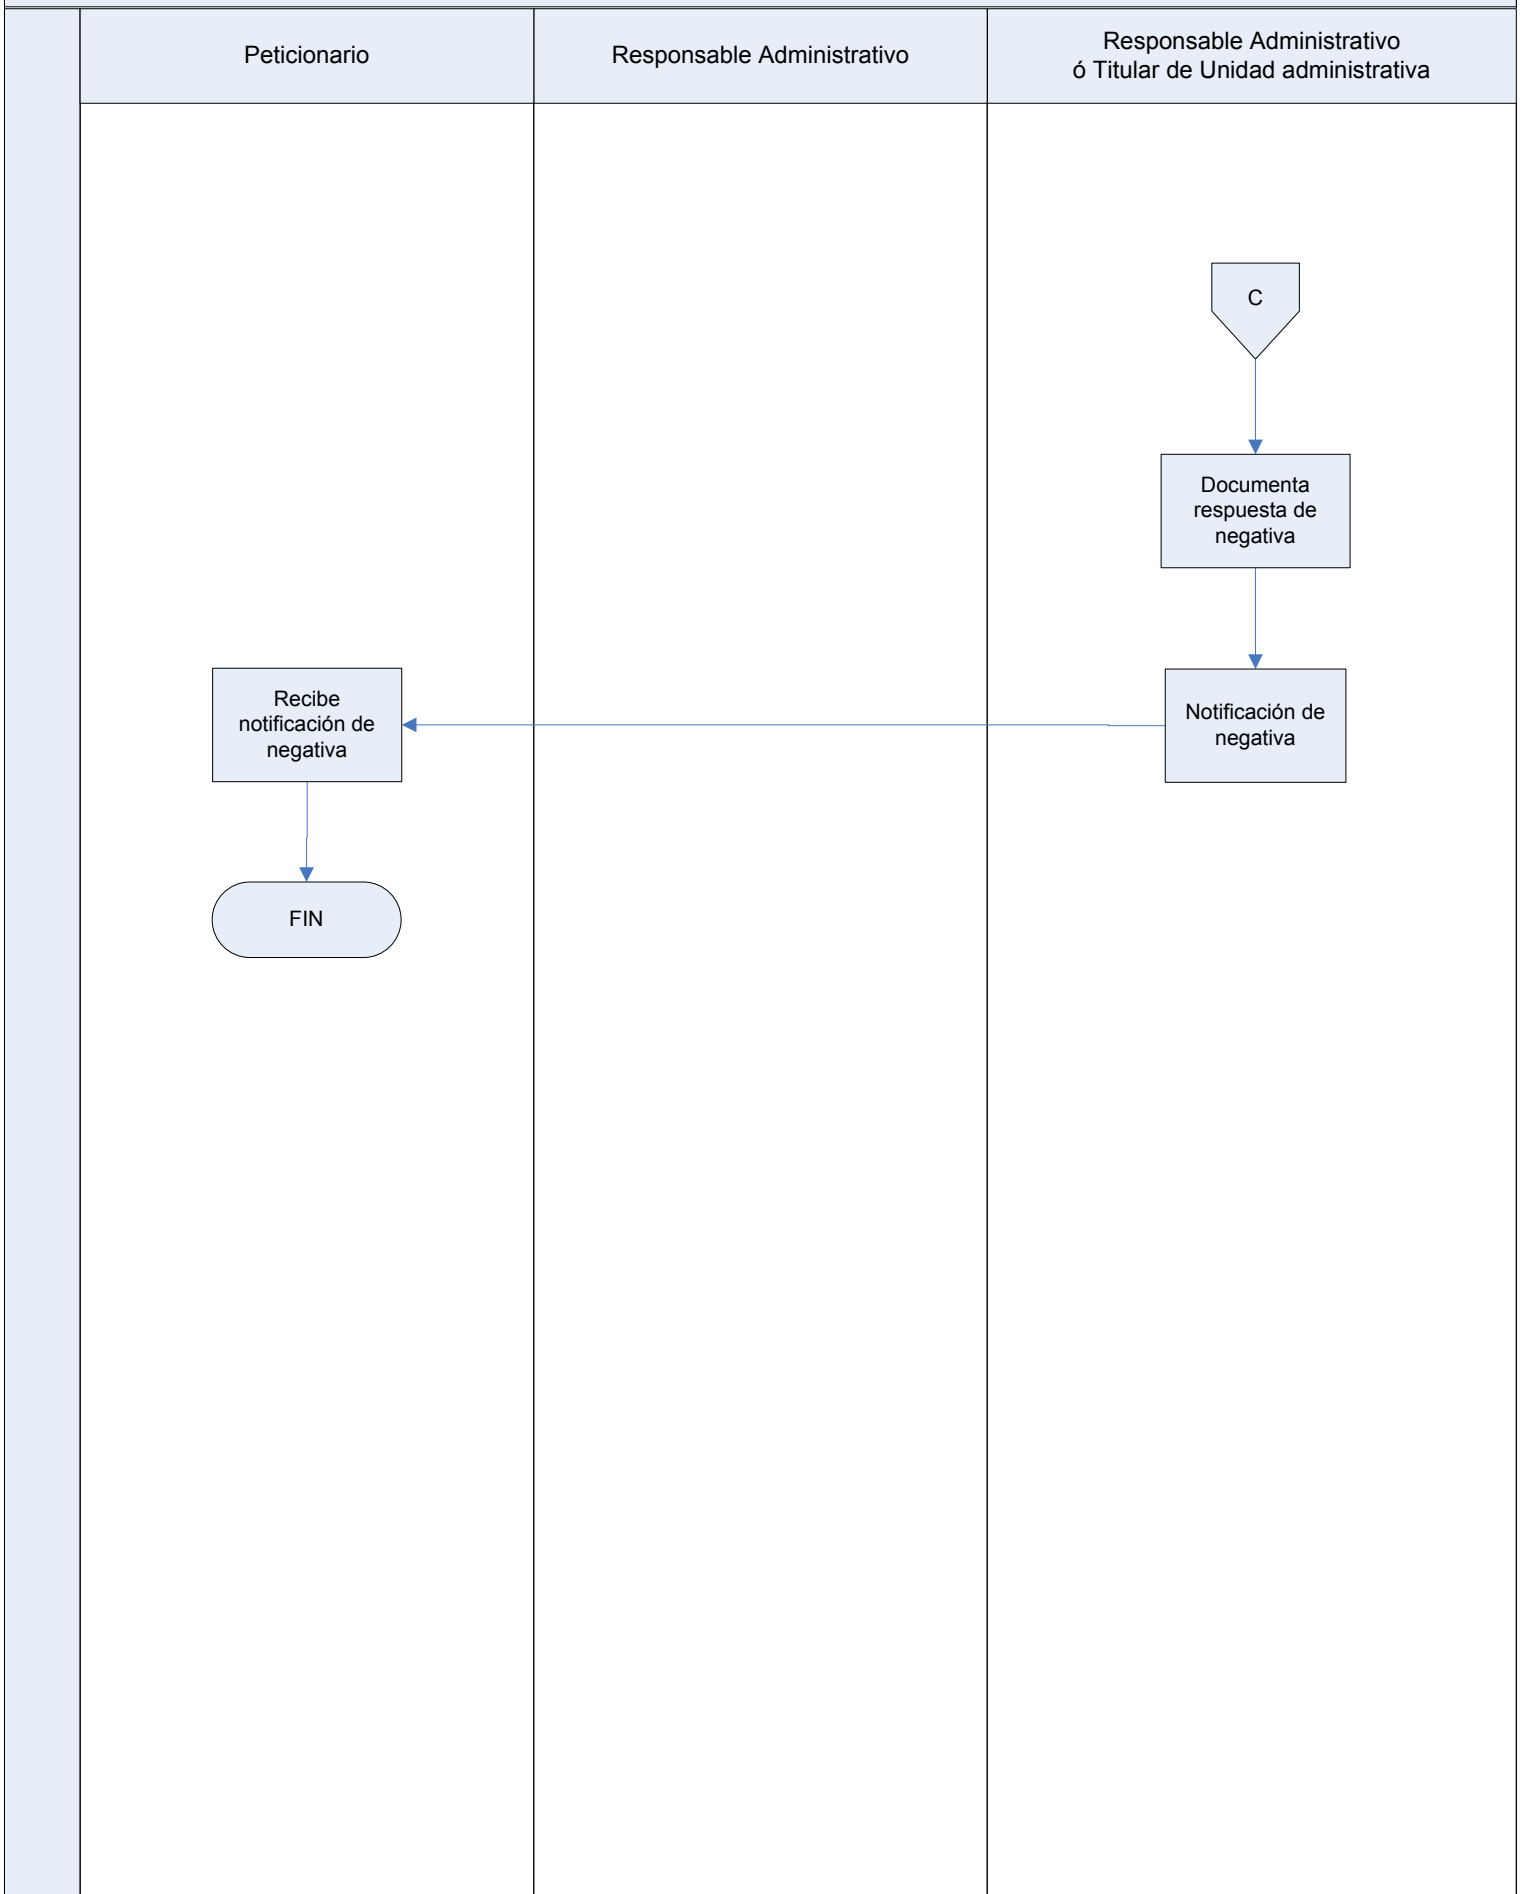 Peticionario
Responsable Administrativo
Responsable Administrativo
ó Titular de Unidad administrativa
C
Documenta
respuesta de
negativa
Notificación de
negativa
Recibe
notificación de
negativa
FIN